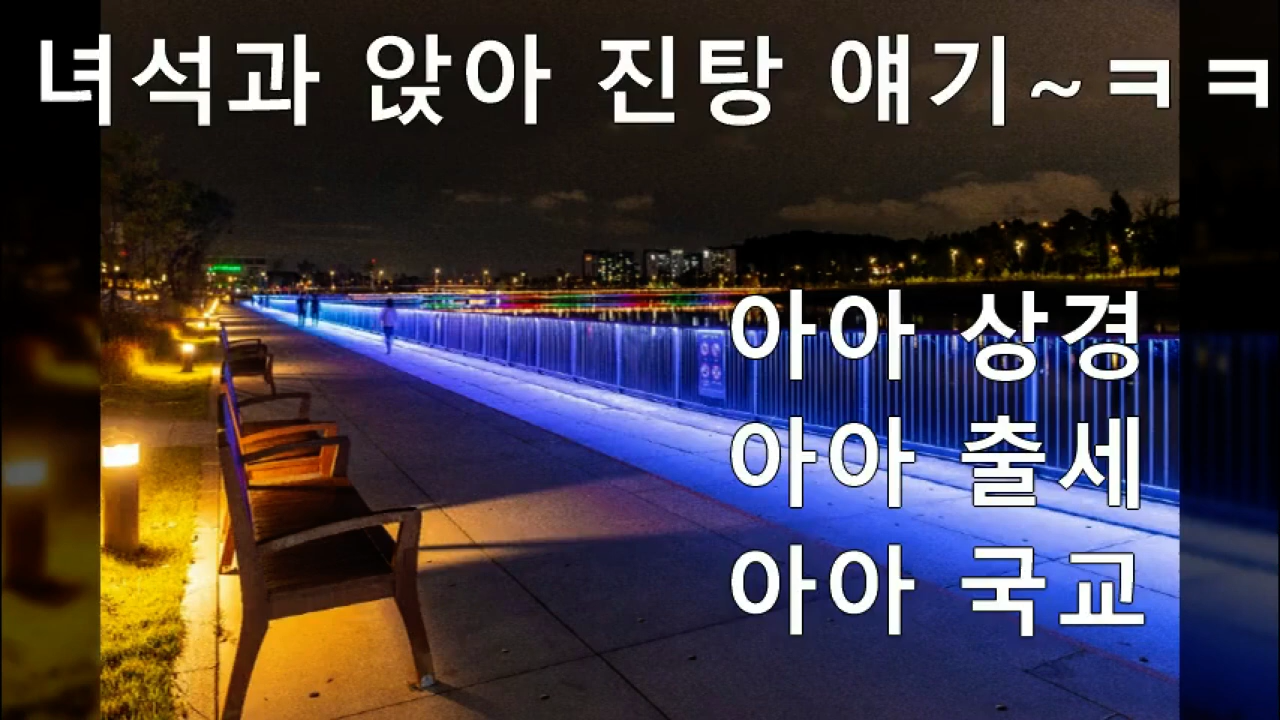 녀석과 앉아 진탕 얘기~ㅋㅋ
아아 상경
아아 출세
아아 국교